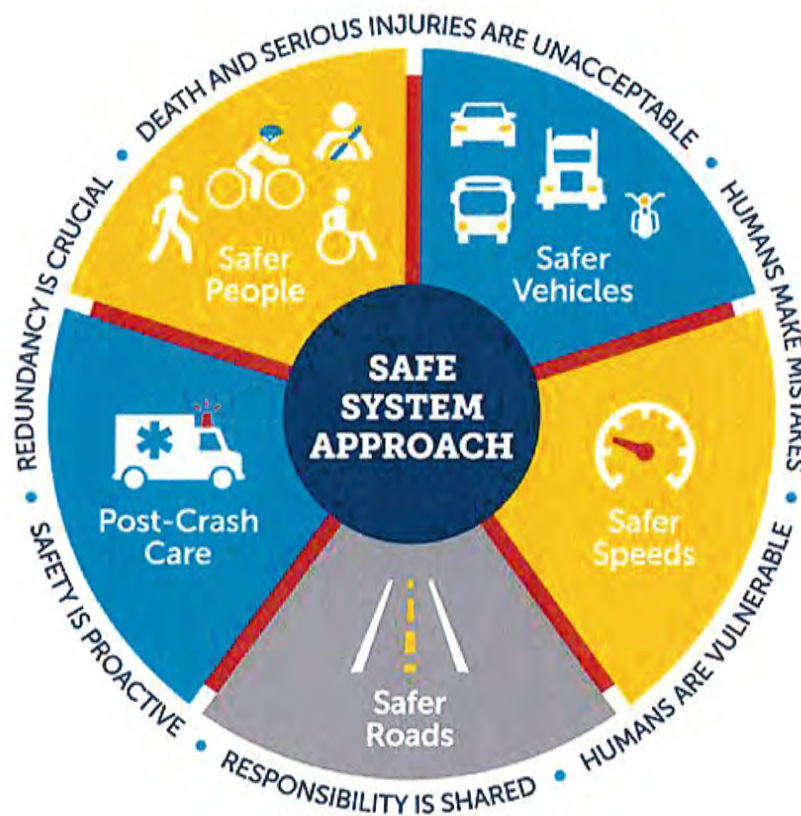 DEATH AND SERIOUS INJURIES ARE UNACCEPTABLE
HUMANS MAKE MISTAKES
HUMANS ARE VULNERABLE
RESPONSIBILITY IS SHARED
SAFETY IS PROACTIVE
REDUNDANCY IS CRUCIAL
Safer
People
Safer
Vehicles
SAFE
SYSTEM
APPROACH
Safer
Speeds
Post-Crash
Care
Safer
Roads